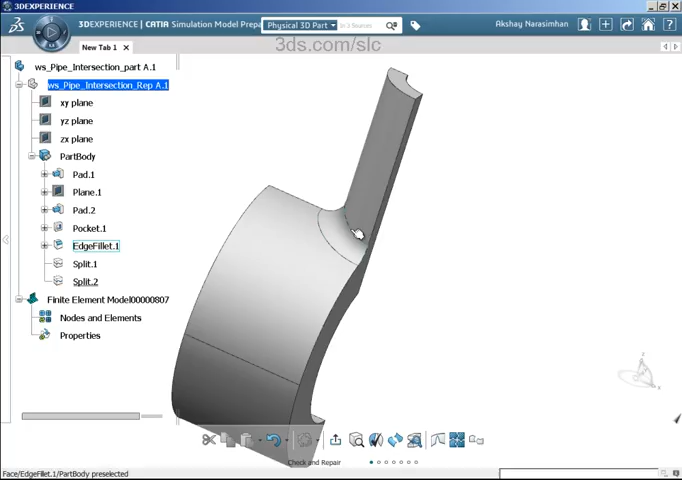 3DEXPERIENCE
3DEXPERIENCE | CATIA Simulation Model Prepa
Physical 3D Part
In 3 Sources
Akshay Narasimhan
3ds.com/slc
New Tab 1
ws_Pipe_Intersection_part A.1
ws_Pipe_Intersection_Rep A.1
xy plane
yz plane
zx plane
PartBody
Pad.1
Plane.1
Pad.2
Pocket.1
EdgeFillet.1
Split.1
Split.2
Finite Element Model00000807
Nodes and Elements
Properties
Check and Repair
Face/EdgeFillet.1/PartBody preselected